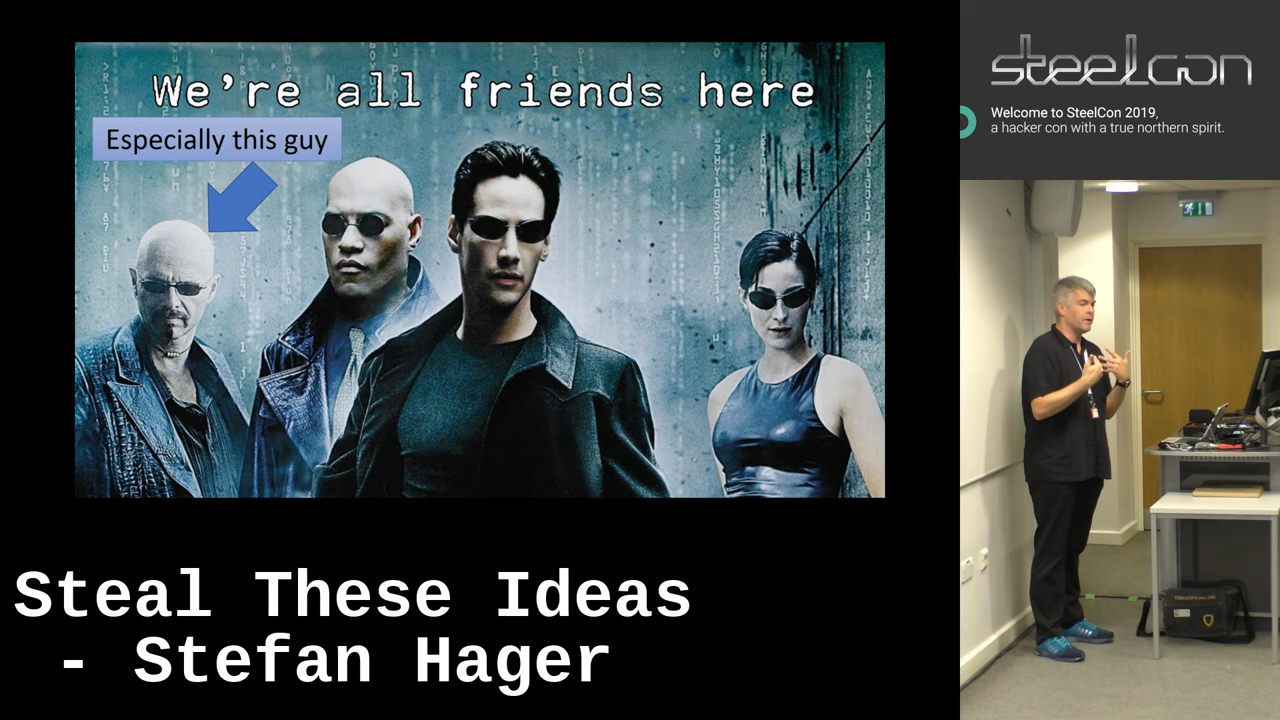 We're all friends here
Especially this guy
Steal These Ideas
- Stefan Hager
steelcon
Welcome to SteelCon 2019,
a hacker con with a true northern spirit.
TROOPERS